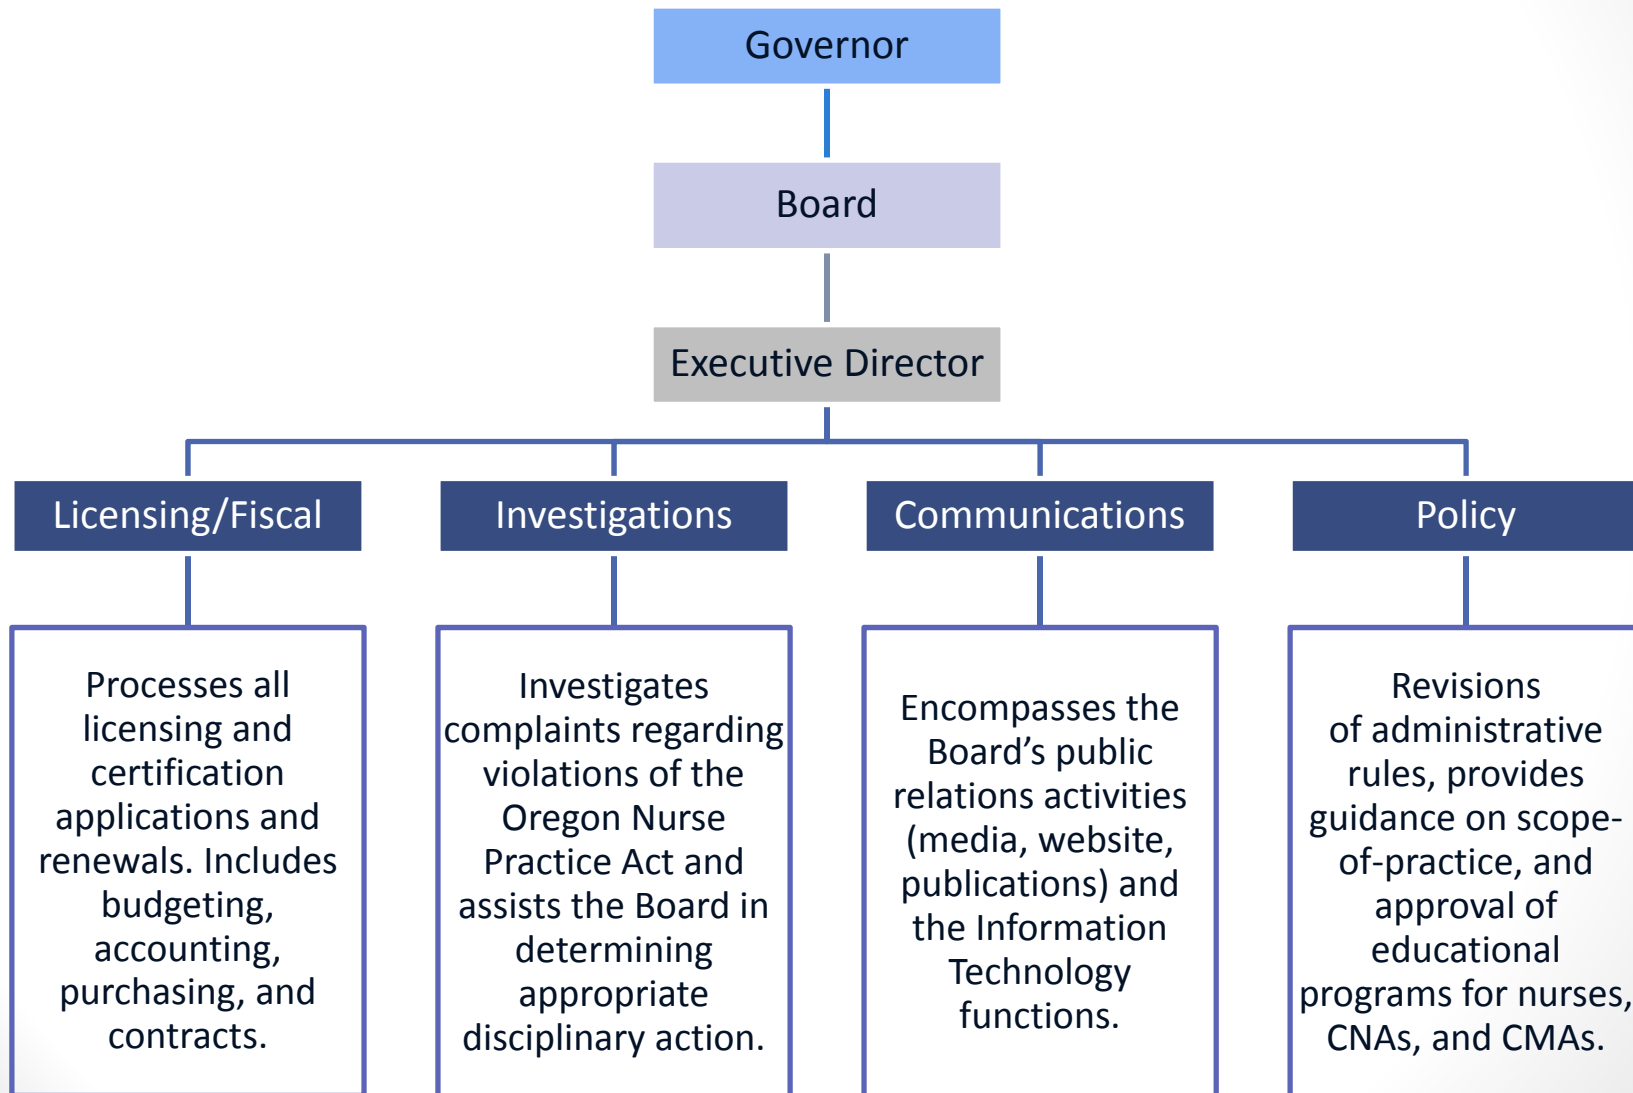 Governor
Board
Executive Director
Licensing/Fiscal
Investigations
Communications
Policy
Processes all
licensing and
certification
applications and
renewals. Includes
budgeting,
accounting,
purchasing, and
contracts.
Investigates
complaints regarding
violations of the
Oregon Nurse
Practice Act and
assists the Board in
determining
appropriate
disciplinary action.
Encompasses the
Board’s public
relations activities
(media, website,
publications) and
the Information
Technology
functions.
Revisions
of administrative
rules, provides
guidance on scope-
of-practice, and
approval of
educational
programs for nurses,
CNAs, and CMAs.